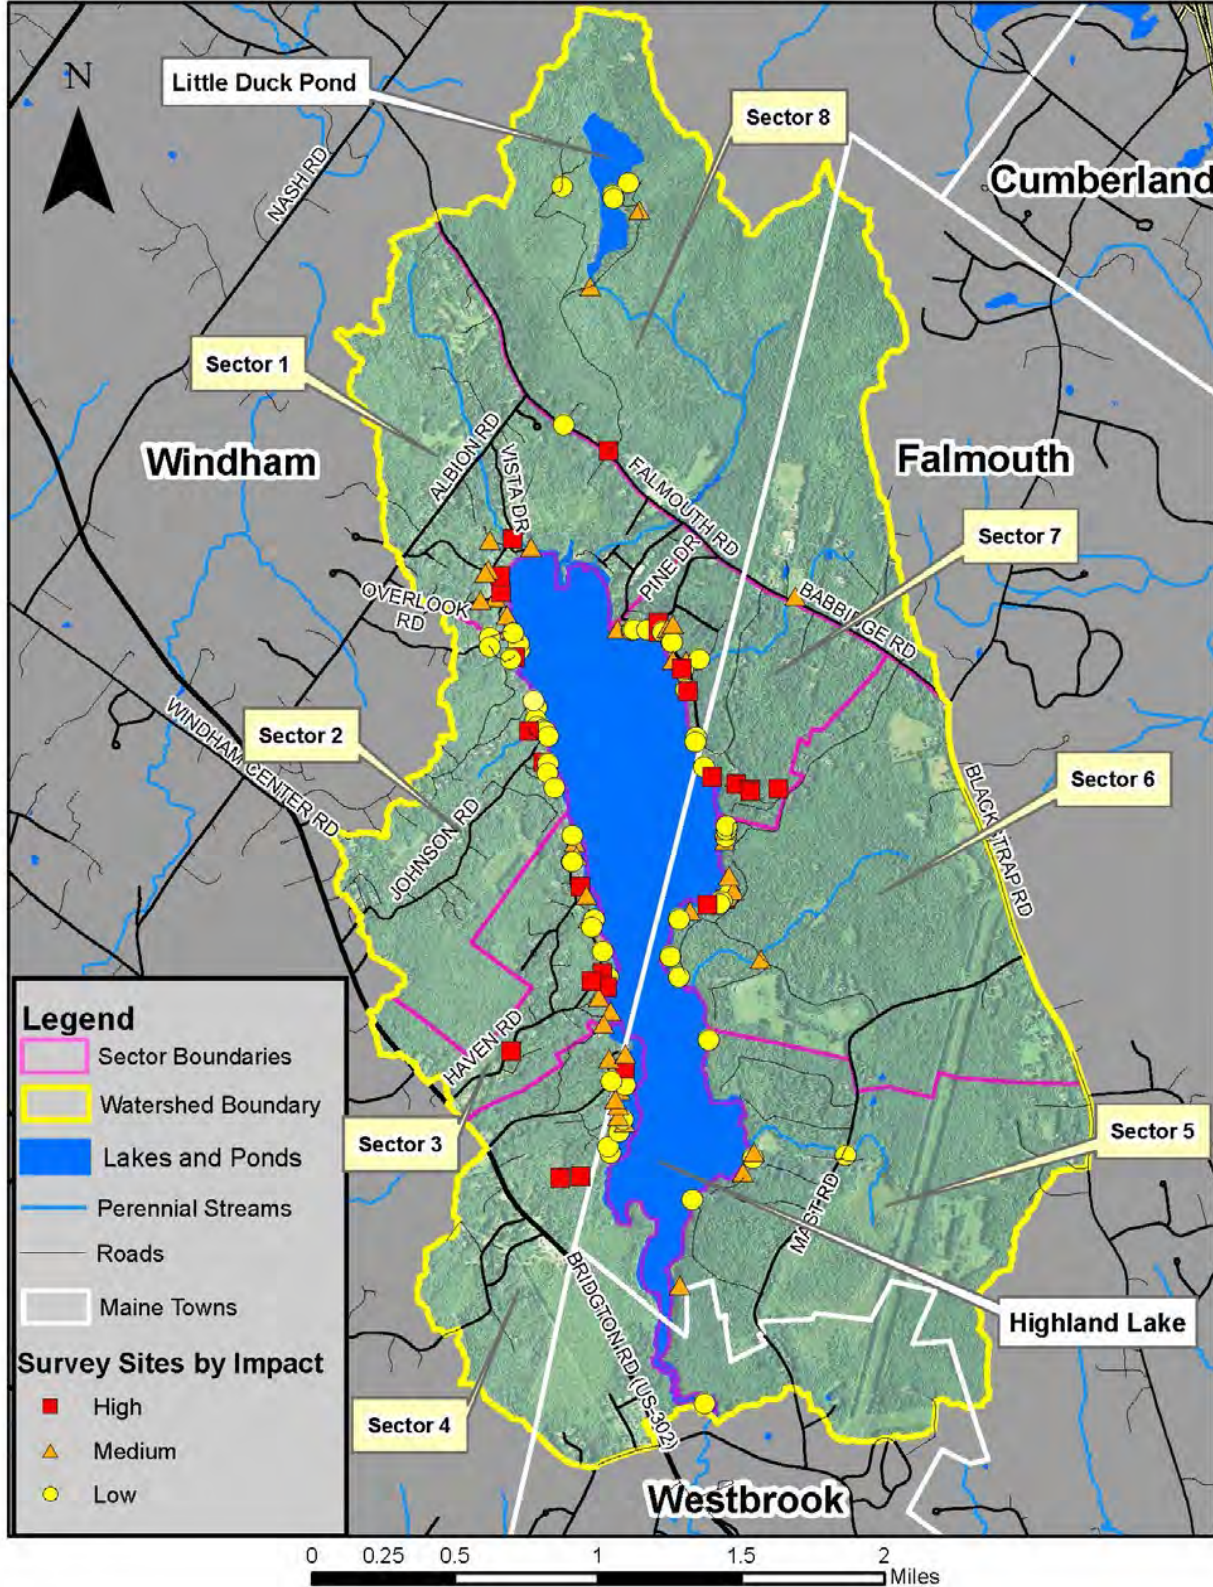 N
Little Duck Pond
Sector 8
Cumberland
NASH RD
Sector 1
Windham
ALBION RD
VISTA DR
FALMOUTH RD
Falmouth
Sector 7
PINE DR
BABBIDGE RD
OVERLOOK
RD
WINDHAM CENTER RD
Sector 2
JOHNSON RD
Sector 6
BLACKSTRAP RD
HAVEN RD
Sector 3
Sector 5
MAST RD
BRIDGTON RD (US-302)
Highland Lake
Sector 4
Westbrook
Legend
Sector Boundaries
Watershed Boundary
Lakes and Ponds
Perennial Streams
Roads
Maine Towns
Survey Sites by Impact
High
Medium
Low
0 0.25 0.5 1 1.5 2
Miles